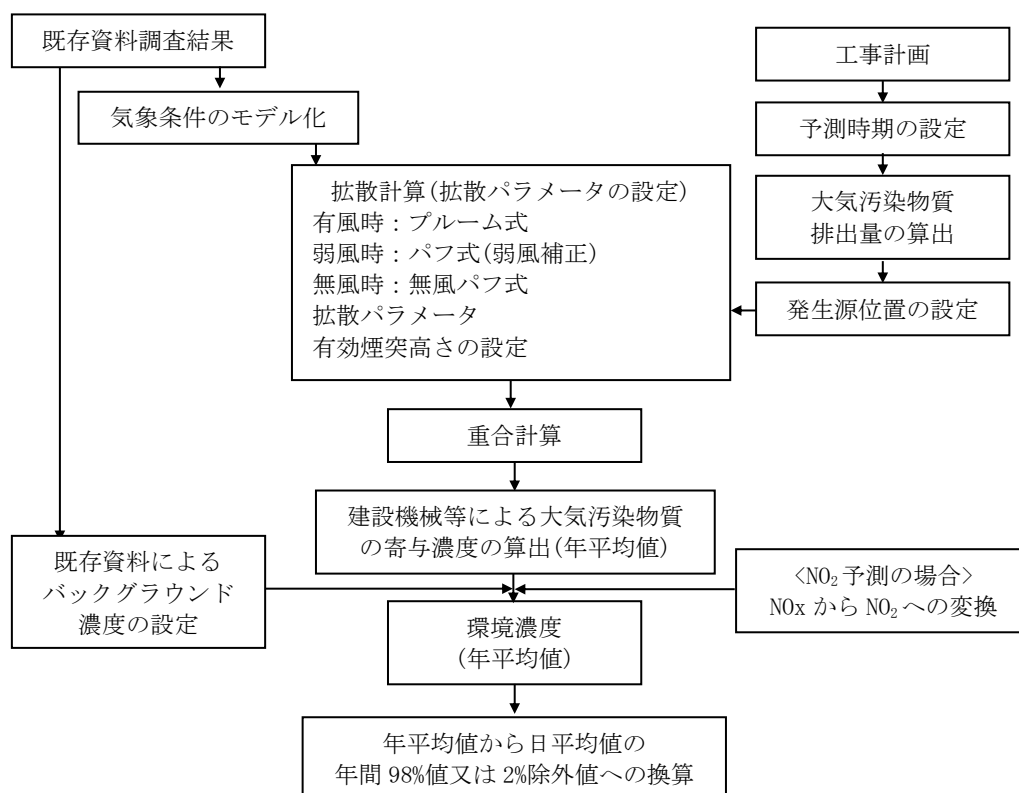 既存資料調査結果
気象条件のモデル化
工事計画
予測時期の設定
大気汚染物質
排出量の算出
発生源位置の設定
拡散計算(拡散パラメータの設定)
有風時：プルーム式
弱風時：パフ式(弱風補正)
無風時：無風パフ式
拡散パラメータ
有効煙突高さの設定
重合計算
建設機械等による大気汚染物質
の寄与濃度の算出(年平均値)
既存資料による
バックグラウンド
濃度の設定
<NO₂予測の場合>
NOxからNO₂への変換
環境濃度
(年平均値)
年平均値から日平均値の
年間98%値又は2%除外値への換算